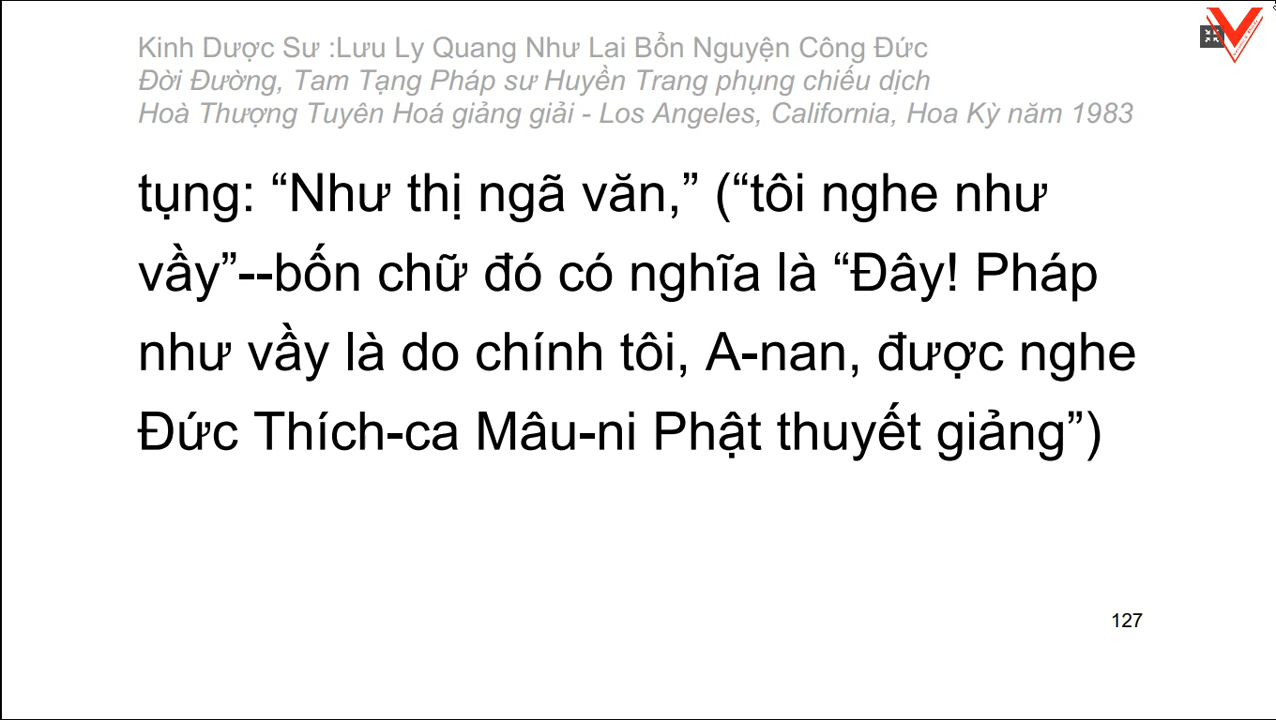 Kinh Dược Sư :Lưu Ly Quang Như Lai Bổn Nguyện Công Đức
Đời Đường, Tam Tạng Pháp sư Huyền Trang phụng chiếu dịch
Hoà Thượng Tuyên Hoá giảng giải - Los Angeles, California, Hoa Kỳ năm 1983
tụng: “Như thị ngã văn,” (“tôi nghe như
vầy”--bốn chữ đó có nghĩa là “Đây! Pháp
như vầy là do chính tôi, A-nan, được nghe
Đức Thích-ca Mâu-ni Phật thuyết giảng”)
127